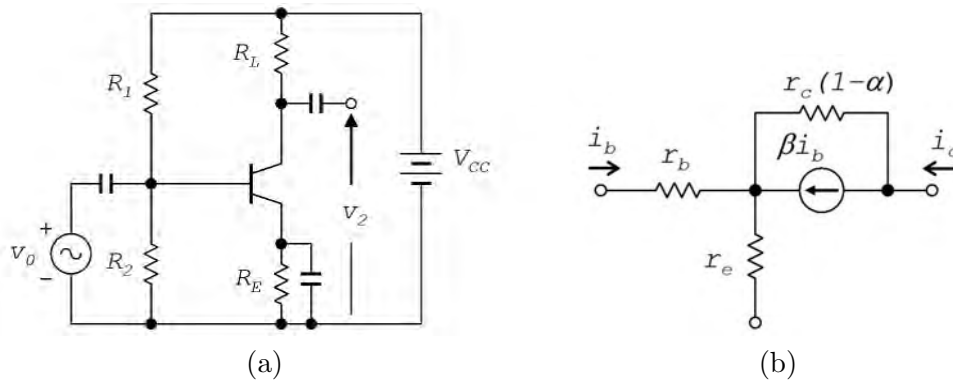 R_L
R_1
V_CC
v_2
v_0
+
−
R_2
R_E
(a)
r_c(1-α)
i_b
βi_b
i_c
r_b
r_e
(b)